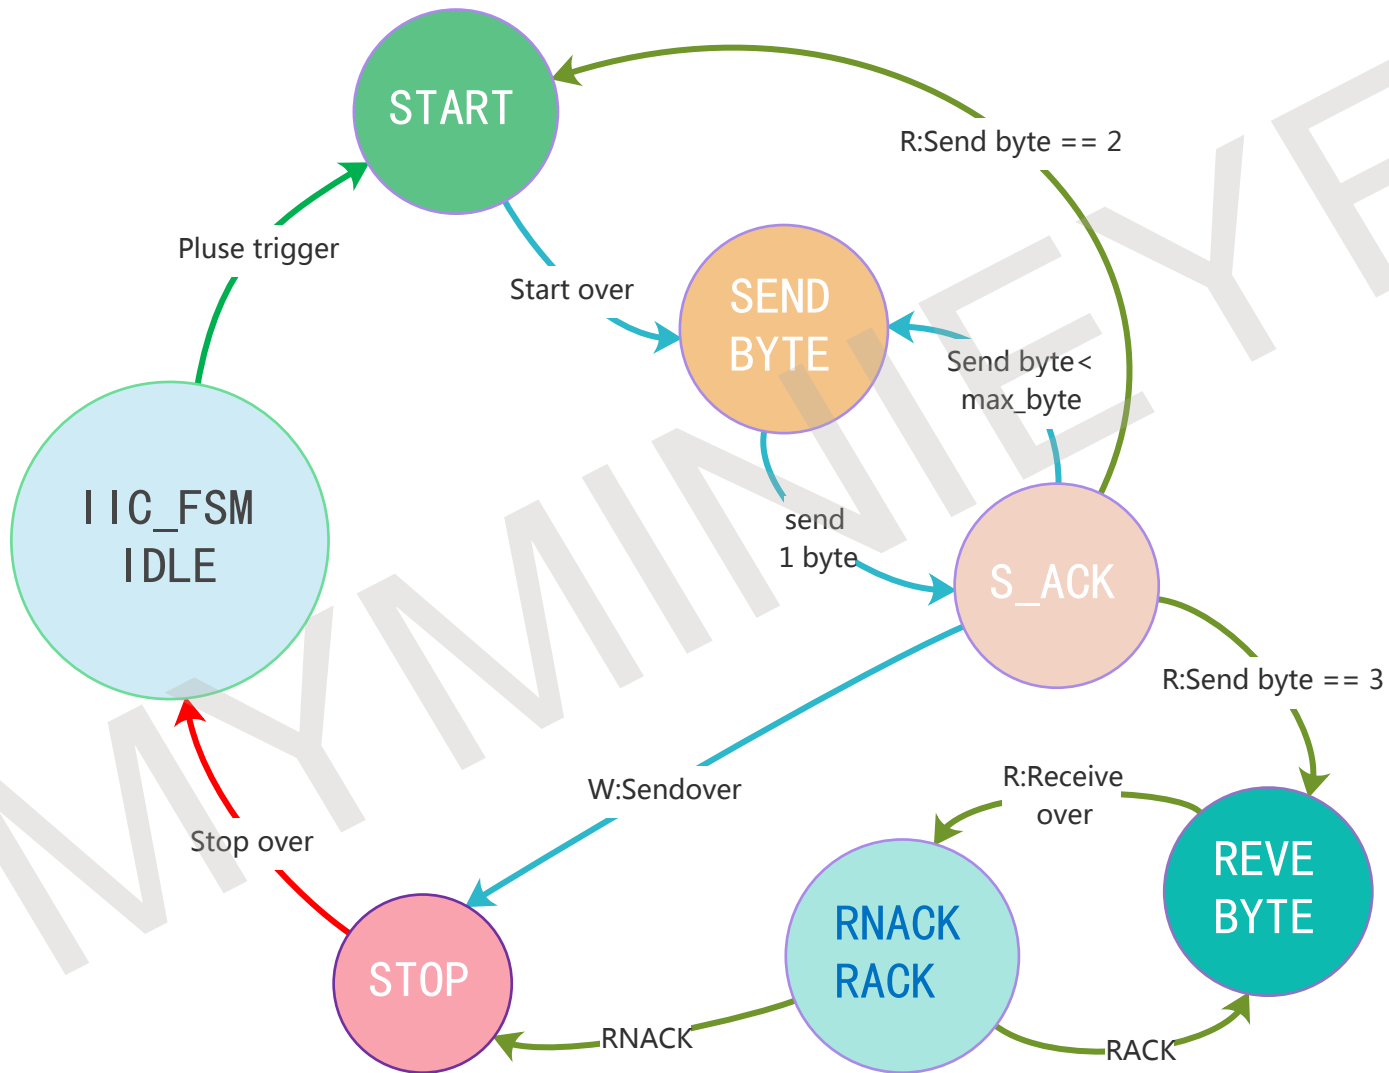 START
R:Send byte == 2
Pluse trigger
Start over
SEND
BYTE
Send byte<
max_byte
IIC_FSM
IDLE
send
1 byte
S_ACK
R:Send byte == 3
W:Sendover
R:Receive
over
Stop over
REVE
BYTE
RNACK
RACK
STOP
RNACK
RACK
MYMINIEYE